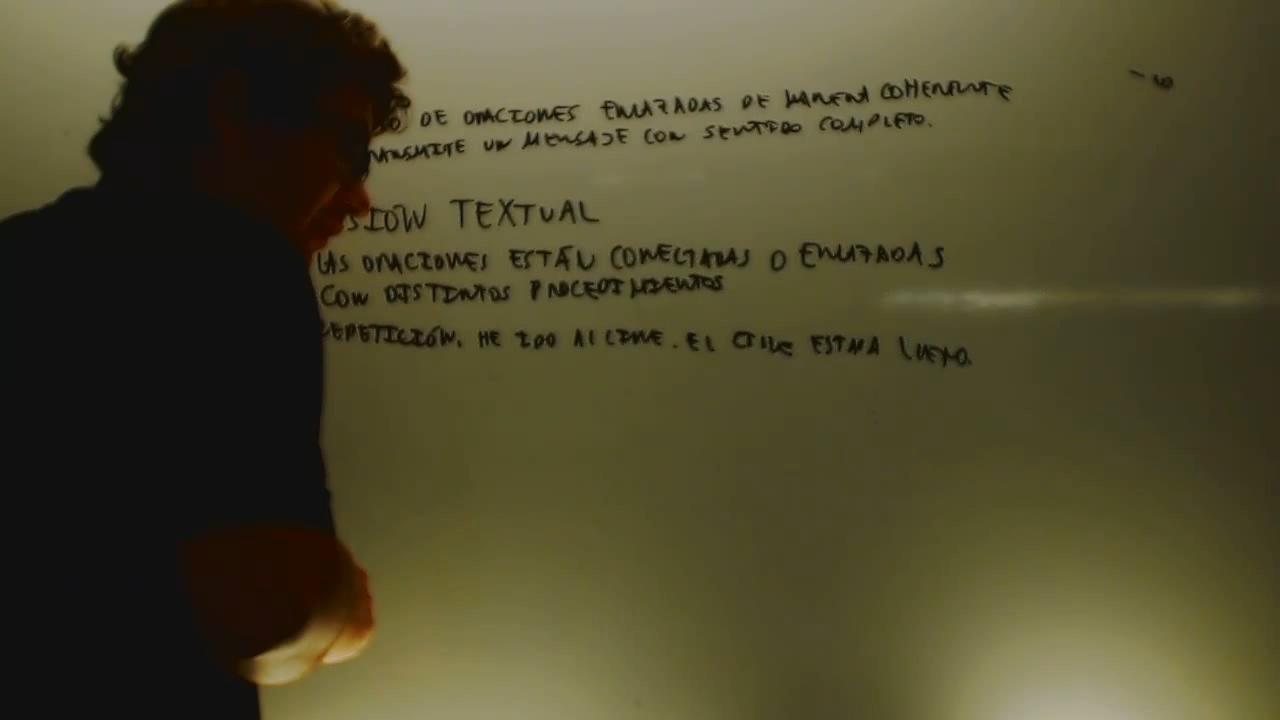 DE ORACIONES ENLAZADAS DE MANERA COHERENTE
UN MENSAJE CON SENTIDO COMPLETO.
SIÓN TEXTUAL
LAS ORACIONES ESTÁN CONECTADAS O ENLAZADAS
CON DISTINTOS PROCEDIMIENTOS
REPETICIÓN. HE IDO AL CINE. EL CINE ESTABA LLENO.